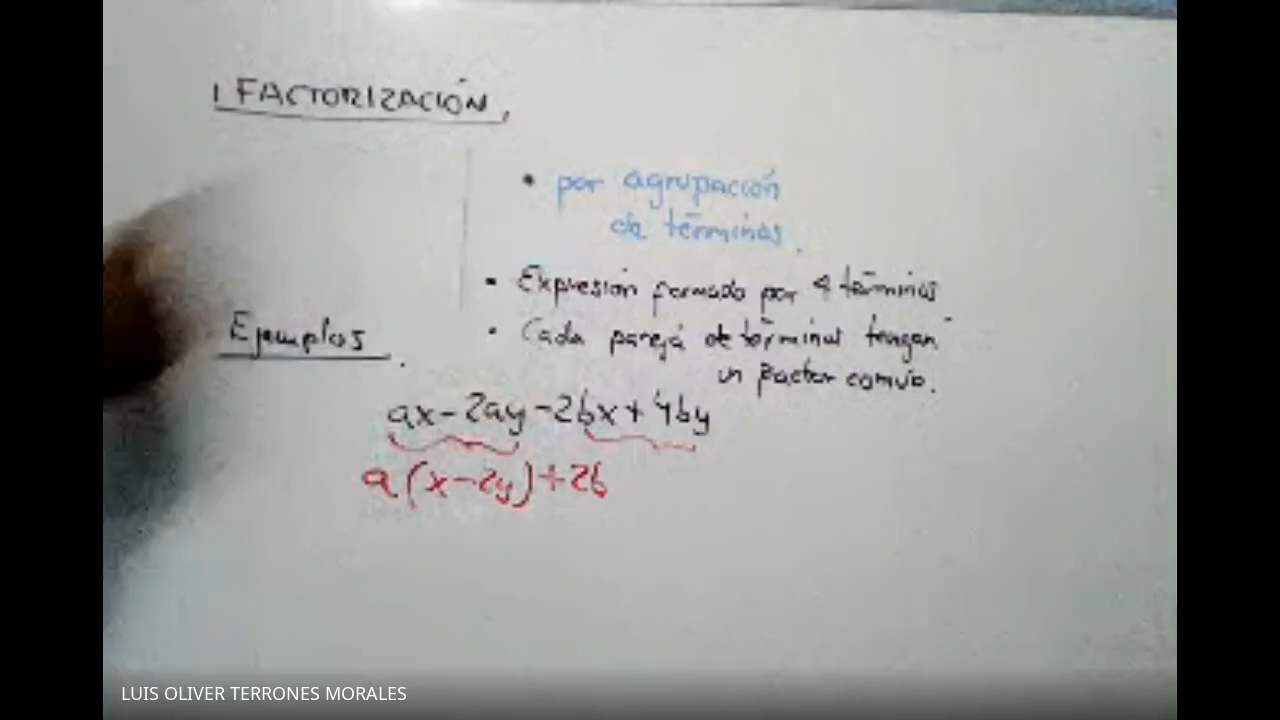 1 FACTORIZACIÓN.
• por agrupación
de términos.
• Expresión formado por 4 términos
• Cada pareja de términos tengan
un factor común.
Ejemplos.
ax - 2ay - 2bx + 4by
a(x - 2y) + 2b
LUIS OLIVER TERRONES MORALES